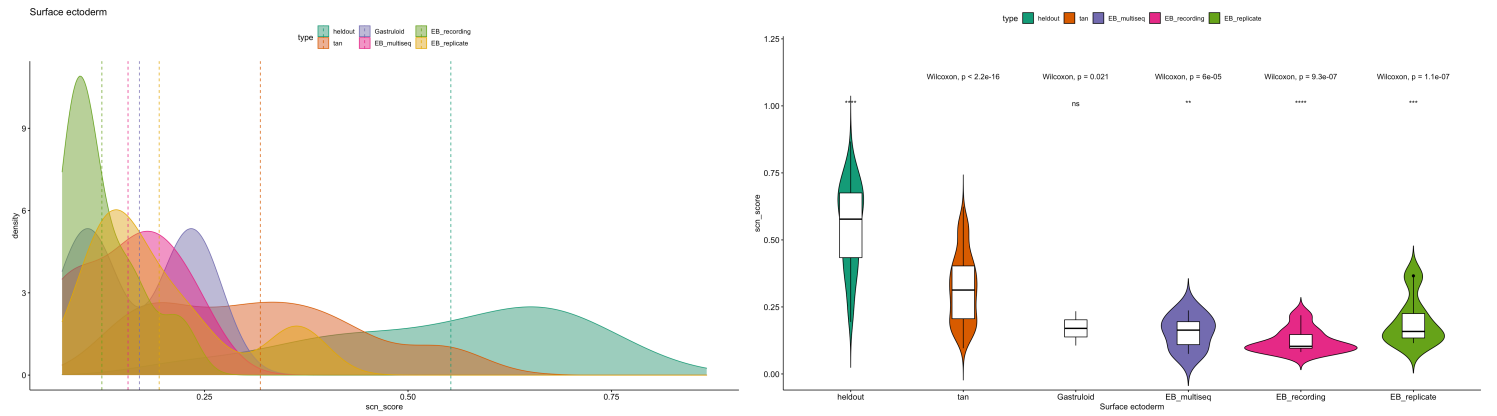 Surface ectoderm
type heldout Gastruloid EB_recording
tan EB_multiseq EB_replicate
9
6
3
0
density
0.25 0.50 0.75
scn_score
type heldout tan EB_multiseq EB_recording EB_replicate
1.25
1.00
0.75
0.50
0.25
0.00
scn_score
Wilcoxon, p < 2.2e-16 Wilcoxon, p = 0.021 Wilcoxon, p = 6e-05 Wilcoxon, p = 9.3e-07 Wilcoxon, p = 1.1e-07
**** ns ** **** ***
heldout tan Gastruloid EB_multiseq EB_recording EB_replicate
Surface ectoderm